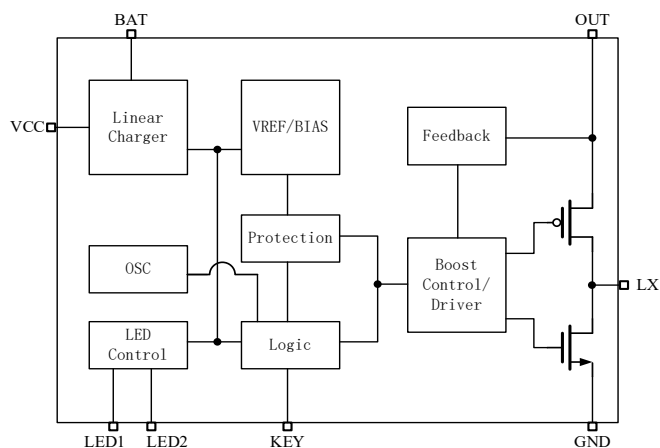 BAT
OUT
VCC
Linear
Charger
VREF/BIAS
Feedback
Protection
OSC
Boost
Control/
Driver
LX
LED
Control
Logic
LED1
LED2
KEY
GND